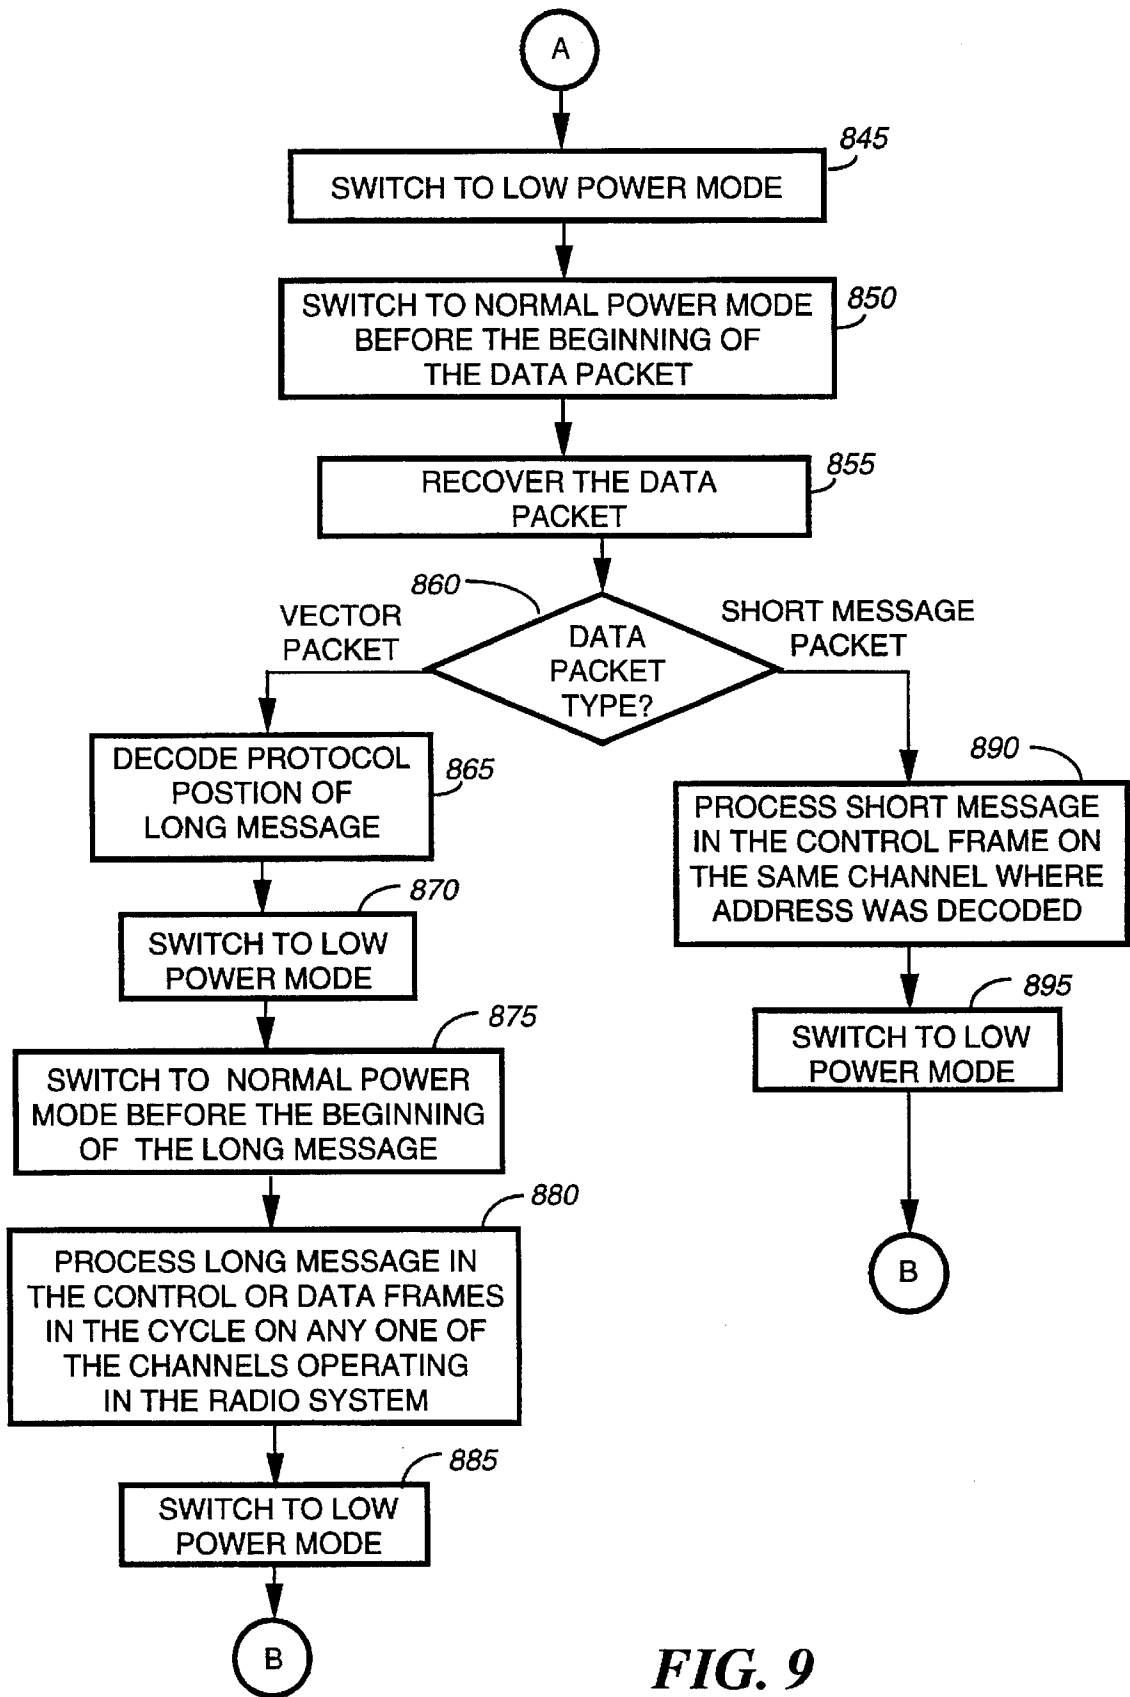 A
845
SWITCH TO LOW POWER MODE
850
SWITCH TO NORMAL POWER MODE
BEFORE THE BEGINNING OF
THE DATA PACKET
855
RECOVER THE DATA
PACKET
860
VECTOR
PACKET
DATA
PACKET
TYPE?
SHORT MESSAGE
PACKET
DECODE PROTOCOL
POSTION OF
LONG MESSAGE
865
890
PROCESS SHORT MESSAGE
IN THE CONTROL FRAME ON
THE SAME CHANNEL WHERE
ADDRESS WAS DECODED
870
SWITCH TO LOW
POWER MODE
895
SWITCH TO LOW
POWER MODE
875
SWITCH TO NORMAL POWER
MODE BEFORE THE BEGINNING
OF THE LONG MESSAGE
880
PROCESS LONG MESSAGE IN
THE CONTROL OR DATA FRAMES
IN THE CYCLE ON ANY ONE OF
THE CHANNELS OPERATING
IN THE RADIO SYSTEM
B
885
SWITCH TO LOW
POWER MODE
B
FIG. 9